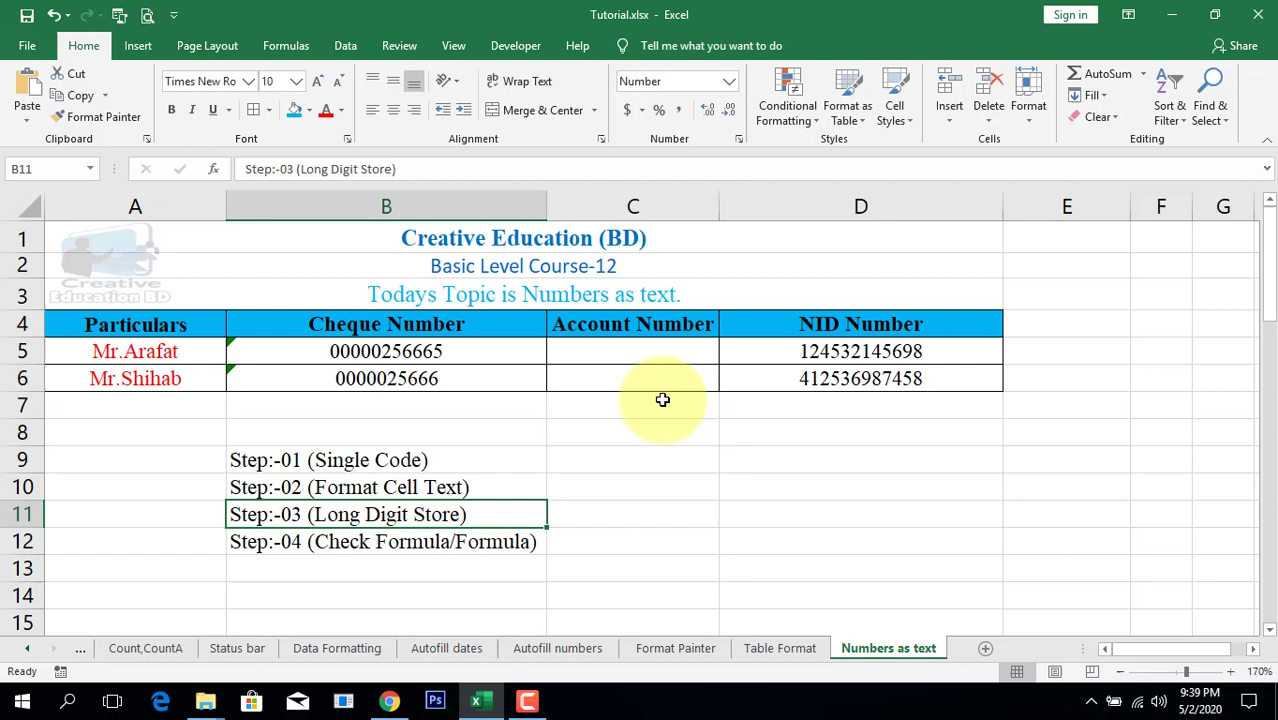 Tutorial.xlsx - Excel
Sign in
File Home Insert Page Layout Formulas Data Review View Developer Help Tell me what you want to do Share
Paste
Cut
Copy
Format Painter
Clipboard
Times New Ro 10
B I U
Font
Wrap Text
Merge & Center
Alignment
Number
$ % ,
Number
Conditional Formatting
Format as Table
Cell Styles
Styles
Insert
Delete
Format
Cells
AutoSum
Fill
Clear
Sort & Filter
Find & Select
Editing
B11 fx Step:-03 (Long Digit Store)
A B C D E F G
1 Creative Education (BD)
2 Basic Level Course-12
3 Todays Topic is Numbers as text.
Creative
Education BD
4 Particulars Cheque Number Account Number NID Number
5 Mr.Arafat 00000256665 124532145698
6 Mr.Shihab 0000025666 412536987458
7
8
9 Step:-01 (Single Code)
10 Step:-02 (Format Cell Text)
11 Step:-03 (Long Digit Store)
12 Step:-04 (Check Formula/Formula)
13
14
15
... Count,CountA Status bar Data Formatting Autofill dates Autofill numbers Format Painter Table Format Numbers as text
Ready 170%
9:39 PM
5/2/2020